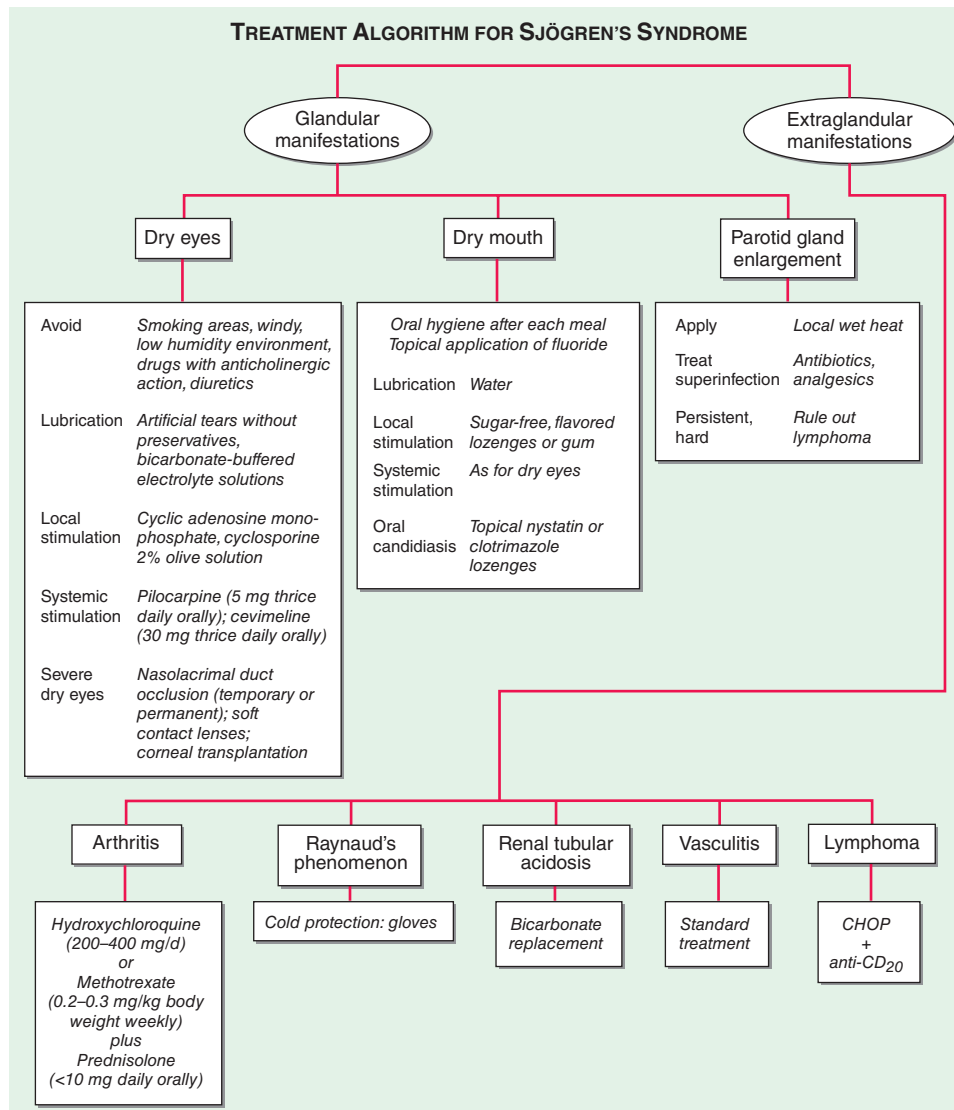 TREATMENT ALGORITHM FOR SJÖGREN'S SYNDROME
Glandular
manifestations
Extraglandular
manifestations
Dry eyes
Dry mouth
Parotid gland
enlargement
Avoid Smoking areas, windy,
low humidity environment,
drugs with anticholinergic
action, diuretics
Lubrication Artificial tears without
preservatives,
bicarbonate-buffered
electrolyte solutions
Local Cyclic adenosine mono-
stimulation phosphate, cyclosporine
2% olive solution
Systemic Pilocarpine (5 mg thrice
stimulation daily orally); cevimeline
(30 mg thrice daily orally)
Severe Nasolacrimal duct
dry eyes occlusion (temporary or
permanent); soft
contact lenses;
corneal transplantation
Oral hygiene after each meal
Topical application of fluoride
Lubrication Water
Local Sugar-free, flavored
stimulation lozenges or gum
Systemic As for dry eyes
stimulation
Oral Topical nystatin or
candidiasis clotrimazole
lozenges
Apply Local wet heat
Treat Antibiotics,
superinfection analgesics
Persistent, Rule out
hard lymphoma
Arthritis
Raynaud's
phenomenon
Renal tubular
acidosis
Vasculitis
Lymphoma
Hydroxychloroquine
(200–400 mg/d)
or
Methotrexate
(0.2–0.3 mg/kg body
weight weekly)
plus
Prednisolone
(<10 mg daily orally)
Cold protection: gloves
Bicarbonate
replacement
Standard
treatment
CHOP
+
anti-CD20